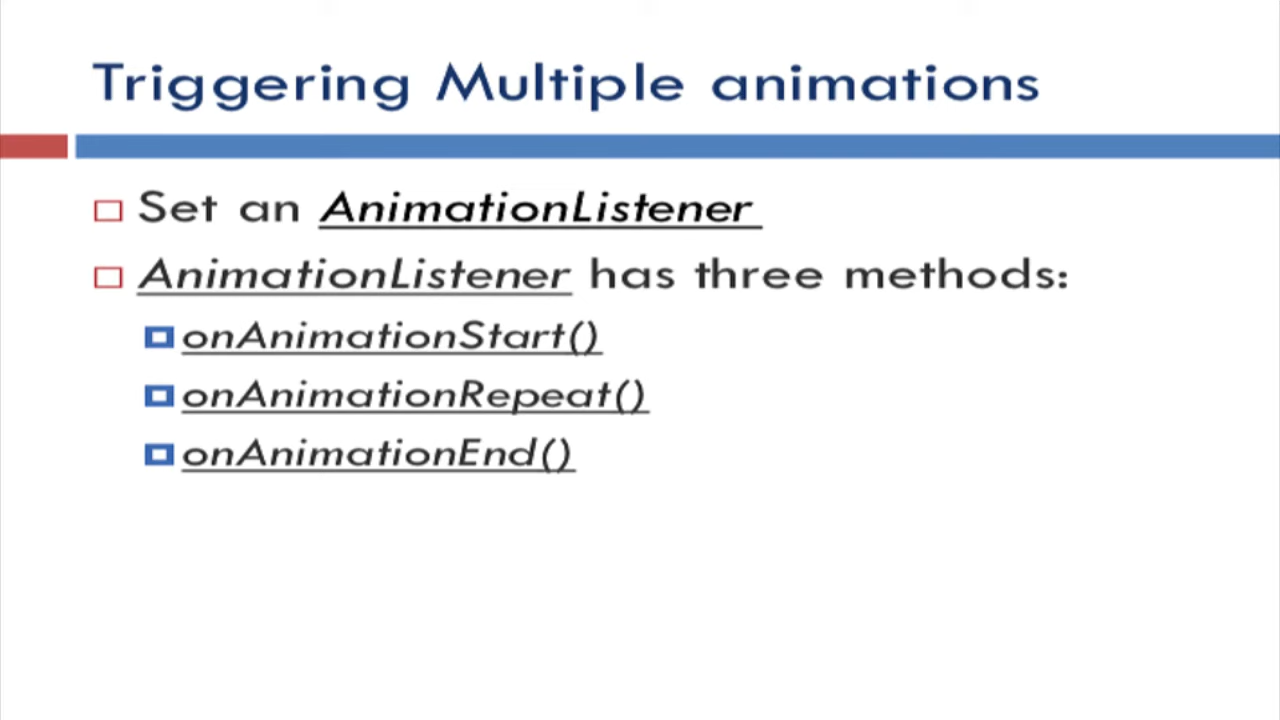 Triggering Multiple animations
Set an AnimationListener
AnimationListener has three methods:
onAnimationStart()
onAnimationRepeat()
onAnimationEnd()